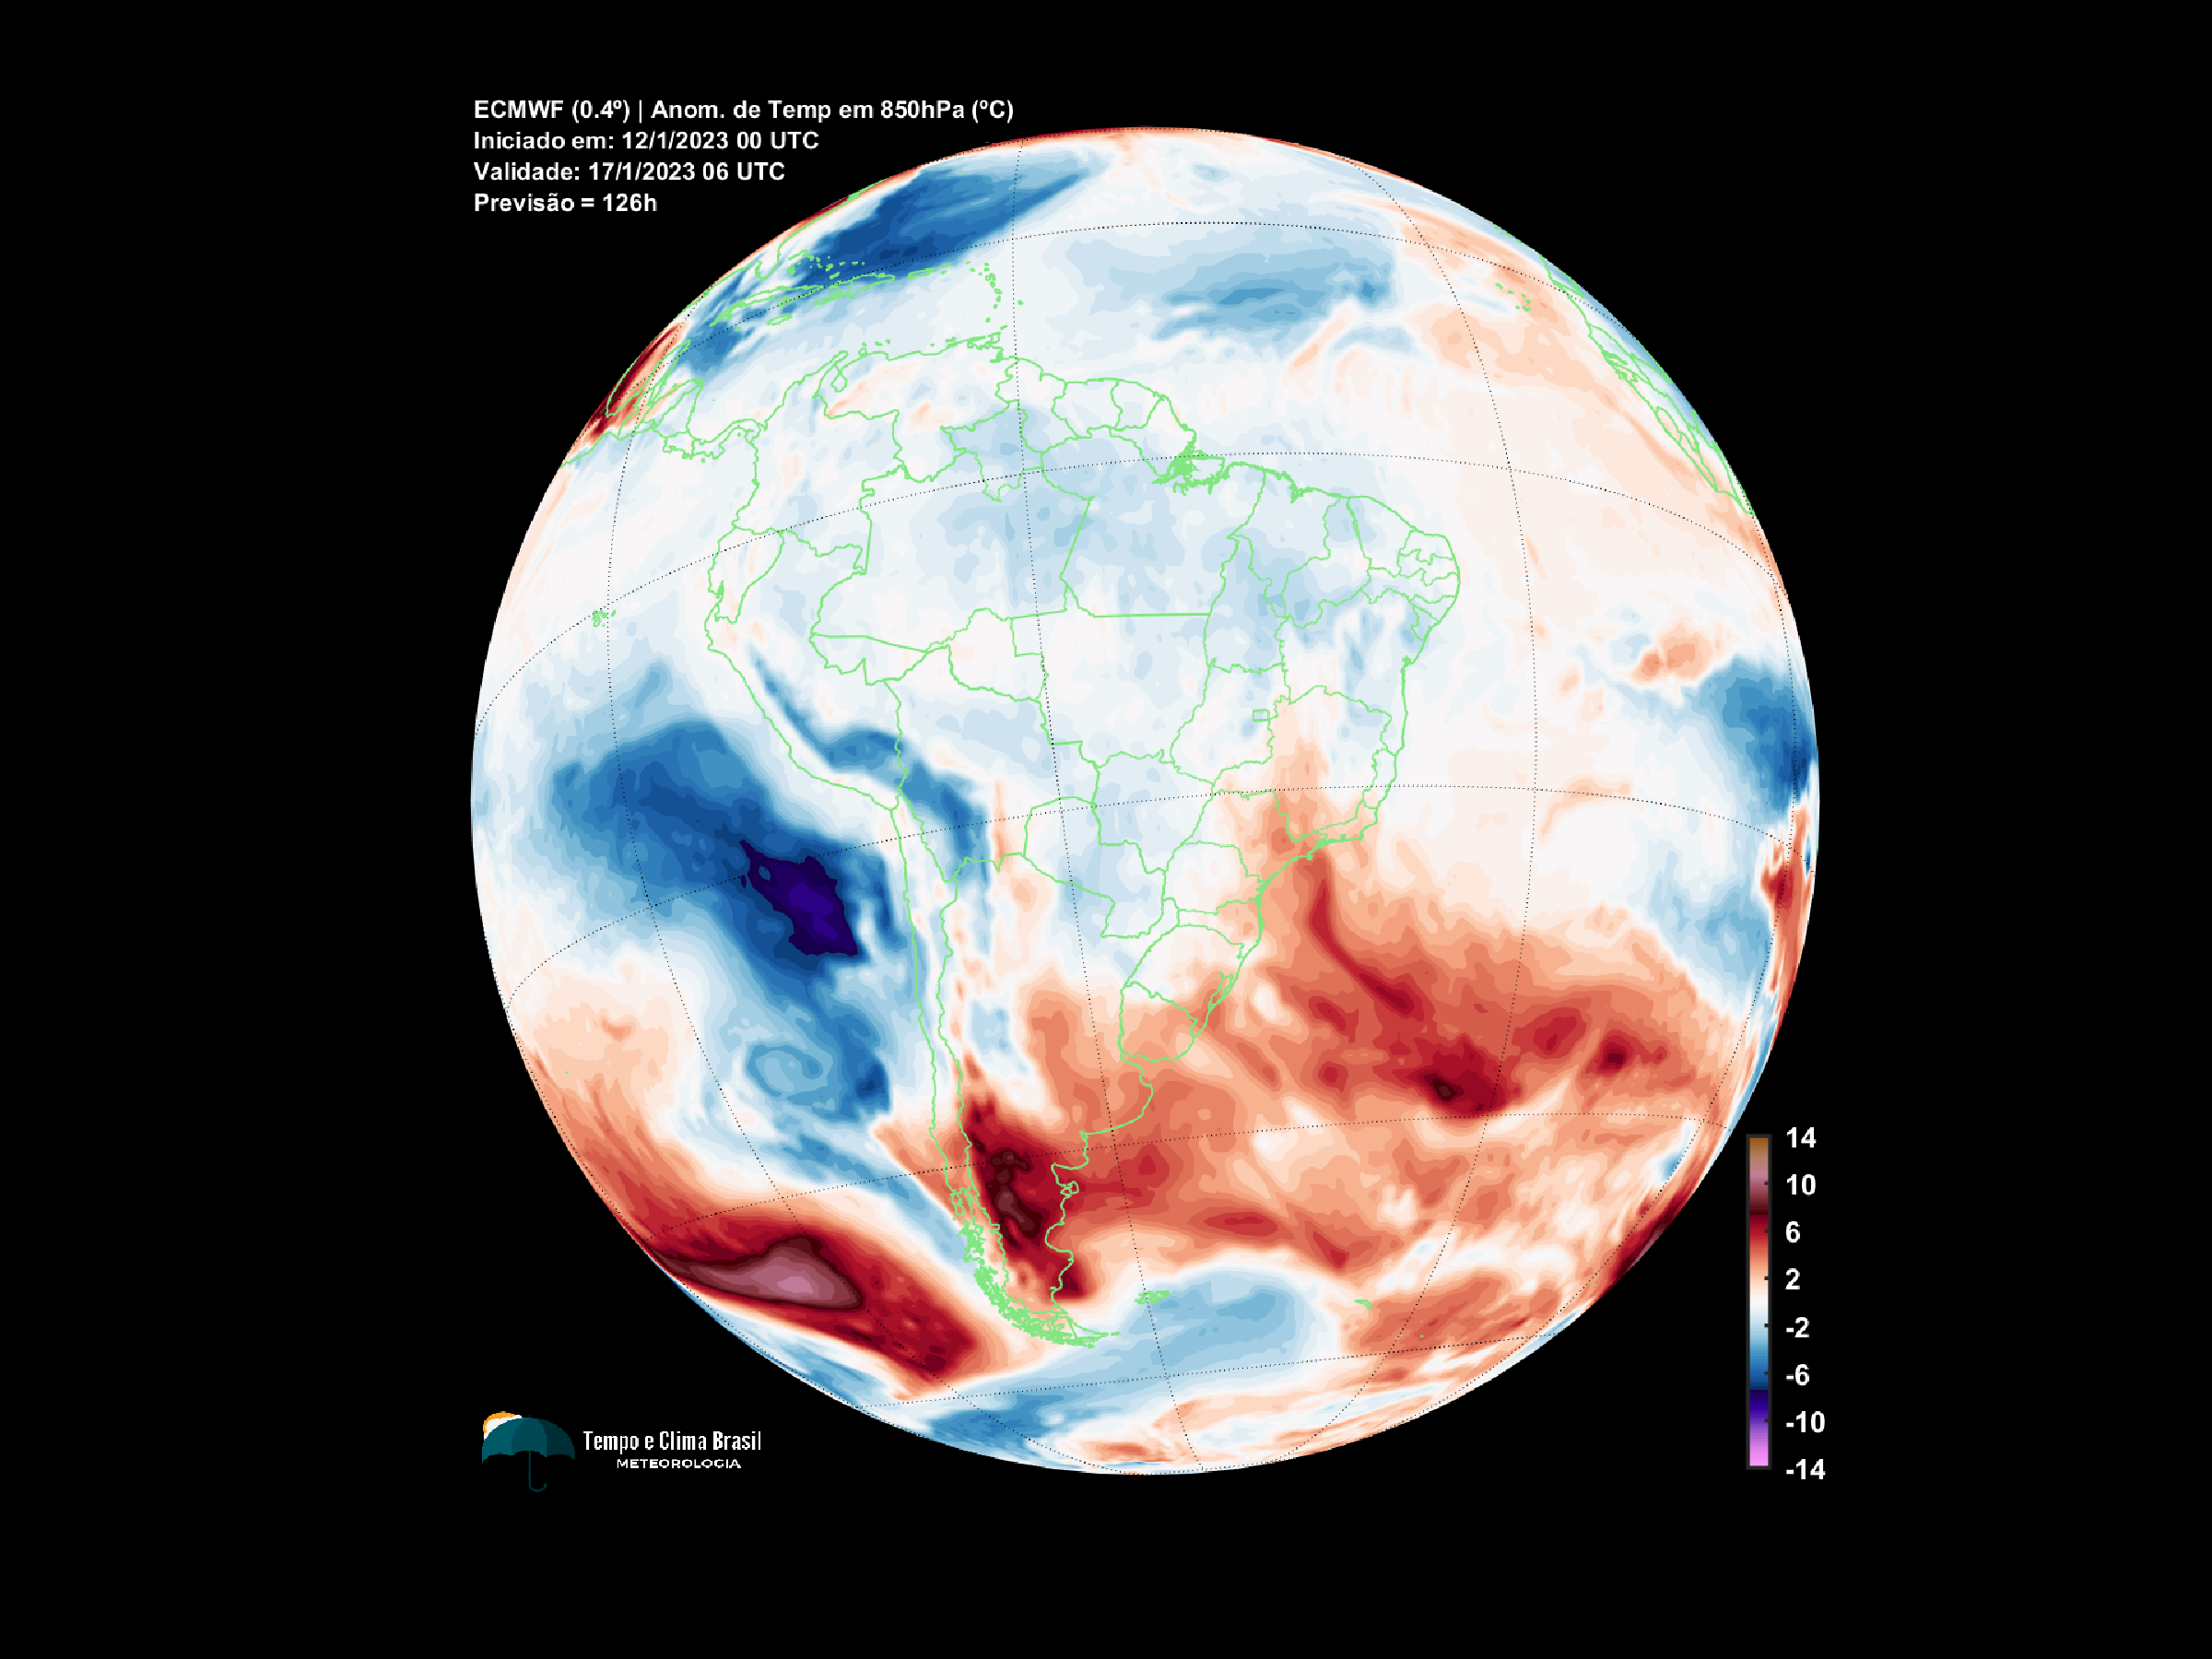 ECMWF (0.4º) | Anom. de Temp em 850hPa (ºC)
Iniciado em: 12/1/2023 00 UTC
Validade: 17/1/2023 06 UTC
Previsão = 126h
14
10
6
2
-2
-6
-10
-14
Tempo e Clima Brasil
METEOROLOGIA